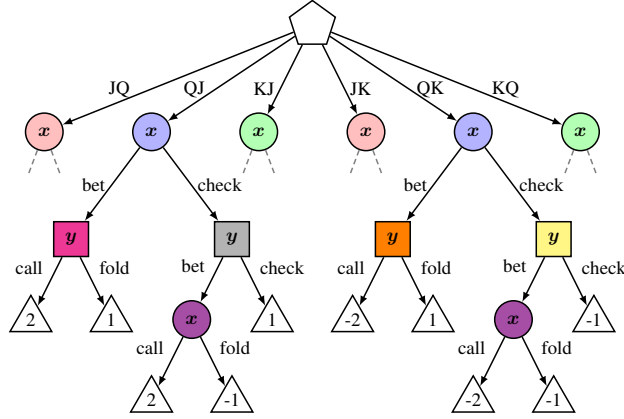 JQ QJ KJ JK QK KQ
x x x x x x
bet check bet check
y y y y
call fold bet check call fold bet check
2 1 x 1 -2 1 x -1
call fold call fold
2 -1 -2 -1